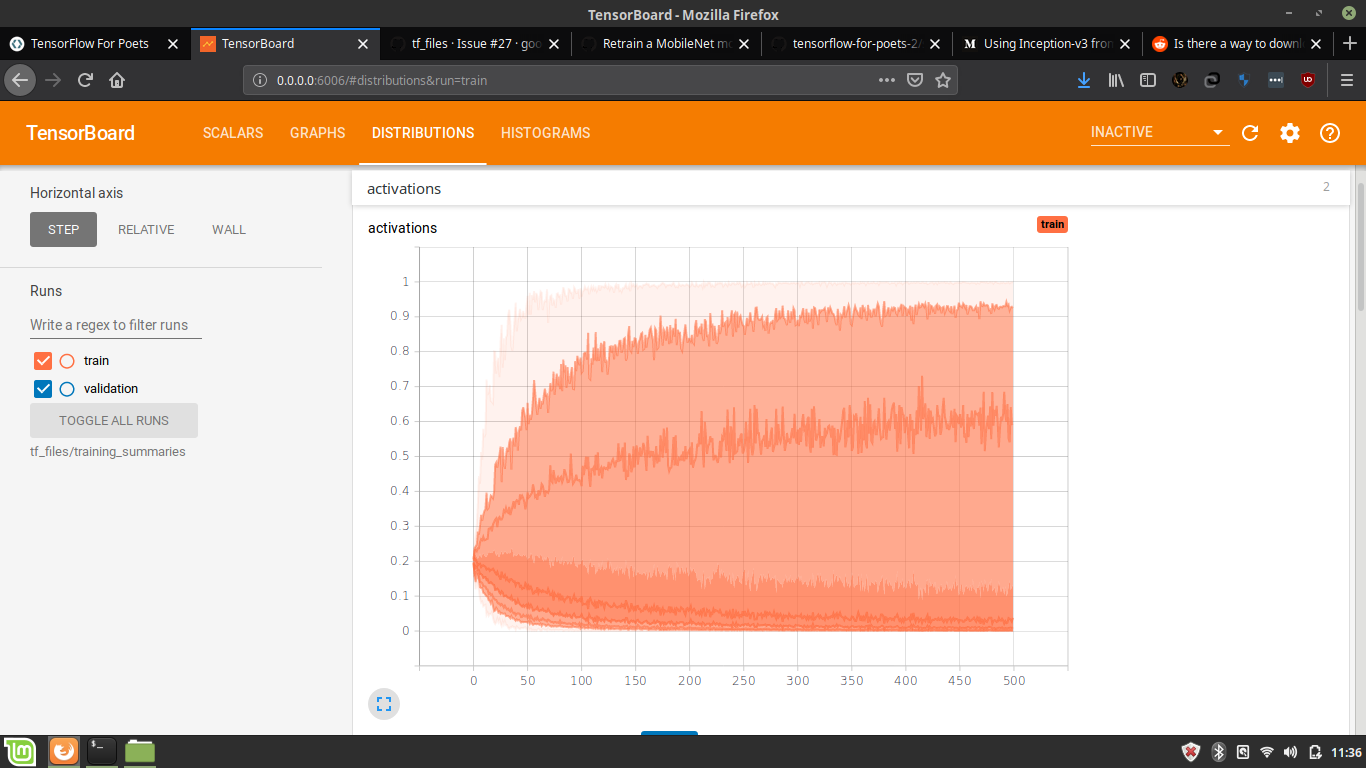 TensorBoard - Mozilla Firefox
TensorFlow For Poets
TensorBoard
tf_files · Issue #27 · goo
Retrain a MobileNet mo
tensorflow-for-poets-2/
Using Inception-v3 from
Is there a way to downl
0.0.0.0:6006/#distributions&run=train
TensorBoard
SCALARS
GRAPHS
DISTRIBUTIONS
HISTOGRAMS
INACTIVE
Horizontal axis
STEP
RELATIVE
WALL
Runs
Write a regex to filter runs
train
validation
TOGGLE ALL RUNS
tf_files/training_summaries
activations
2
activations
train
1
0.9
0.8
0.7
0.6
0.5
0.4
0.3
0.2
0.1
0
0 50 100 150 200 250 300 350 400 450 500
11:36